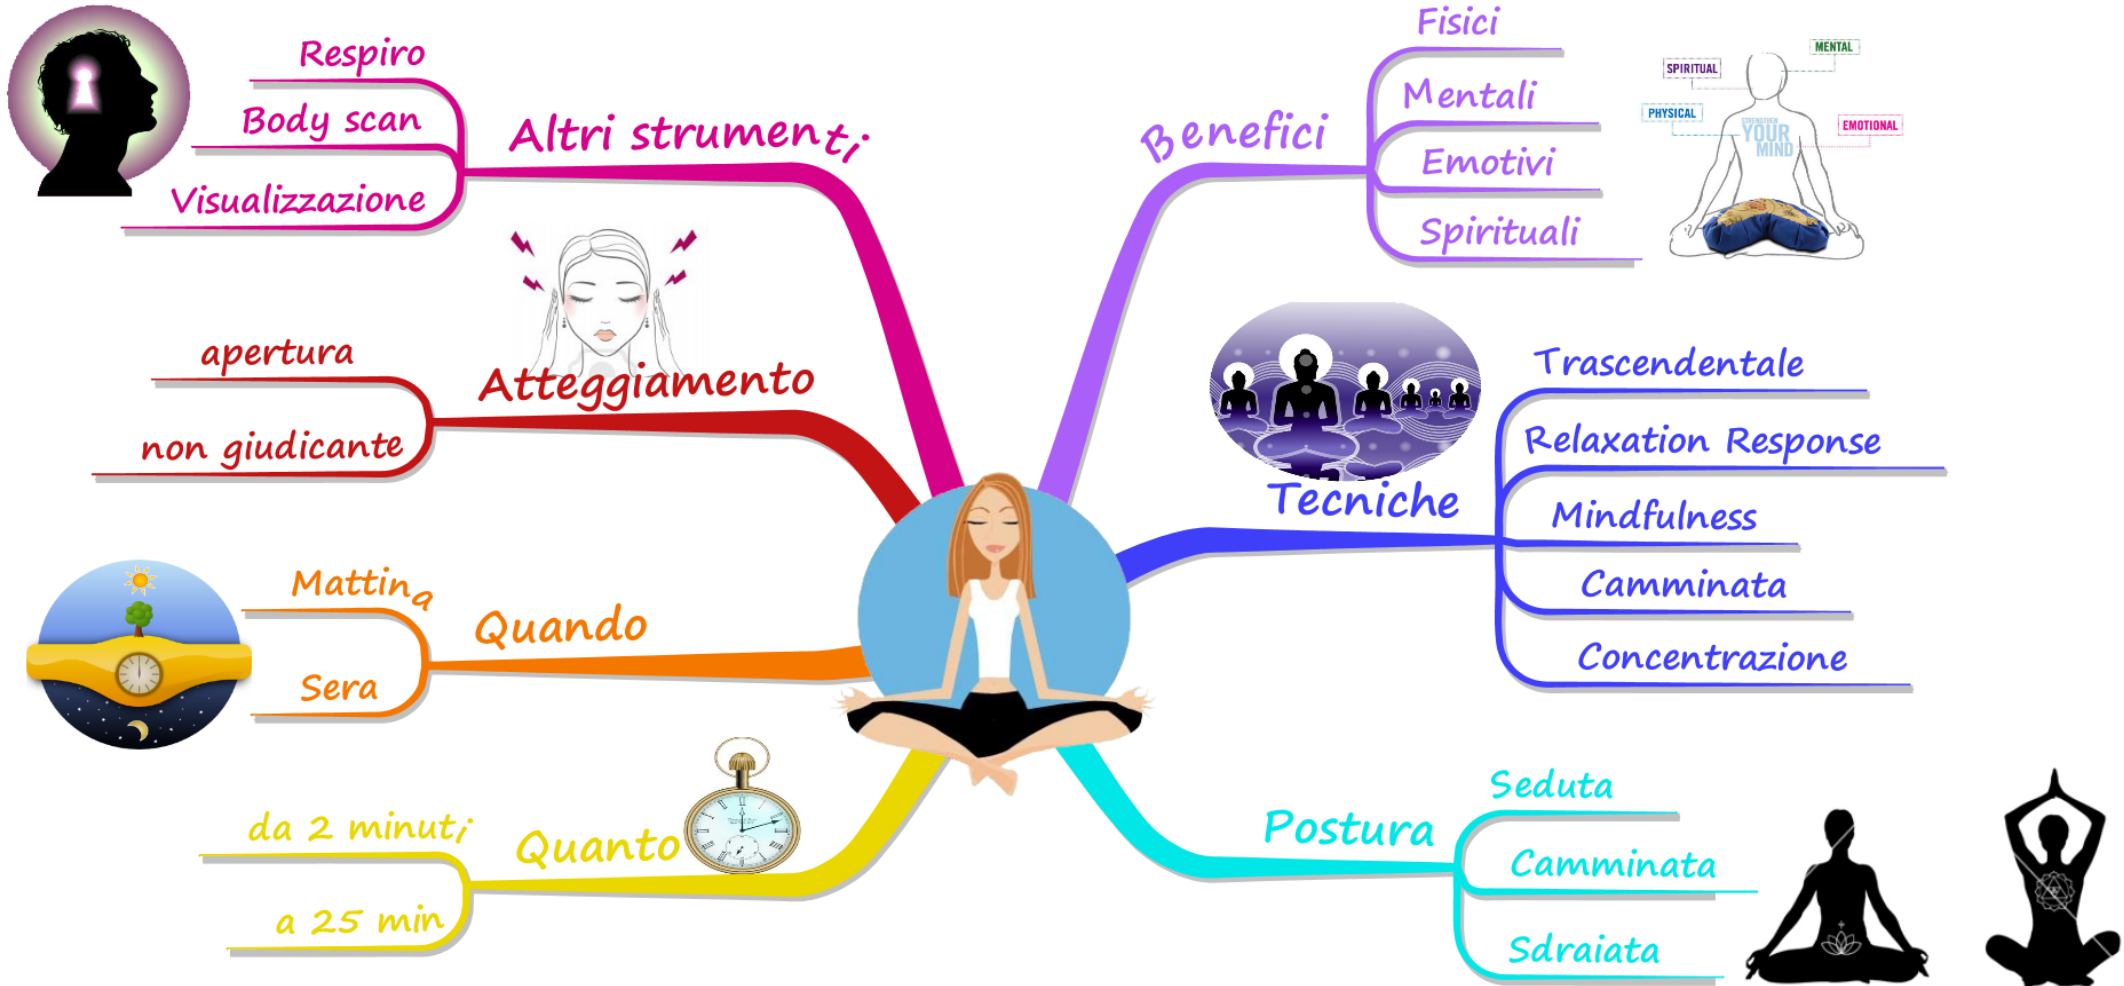 Benefici
Fisici
Mentali
Emotivi
Spirituali
MENTAL
SPIRITUAL
PHYSICAL
EMOTIONAL
STRENGTHEN
YOUR
MIND
Tecniche
Trascendentale
Relaxation Response
Mindfulness
Camminata
Concentrazione
Postura
Seduta
Camminata
Sdraiata
Quanto
da 2 minuti
a 25 min
Quando
Mattina
Sera
Atteggiamento
apertura
non giudicante
Altri strumenti
Respiro
Body scan
Visualizzazione